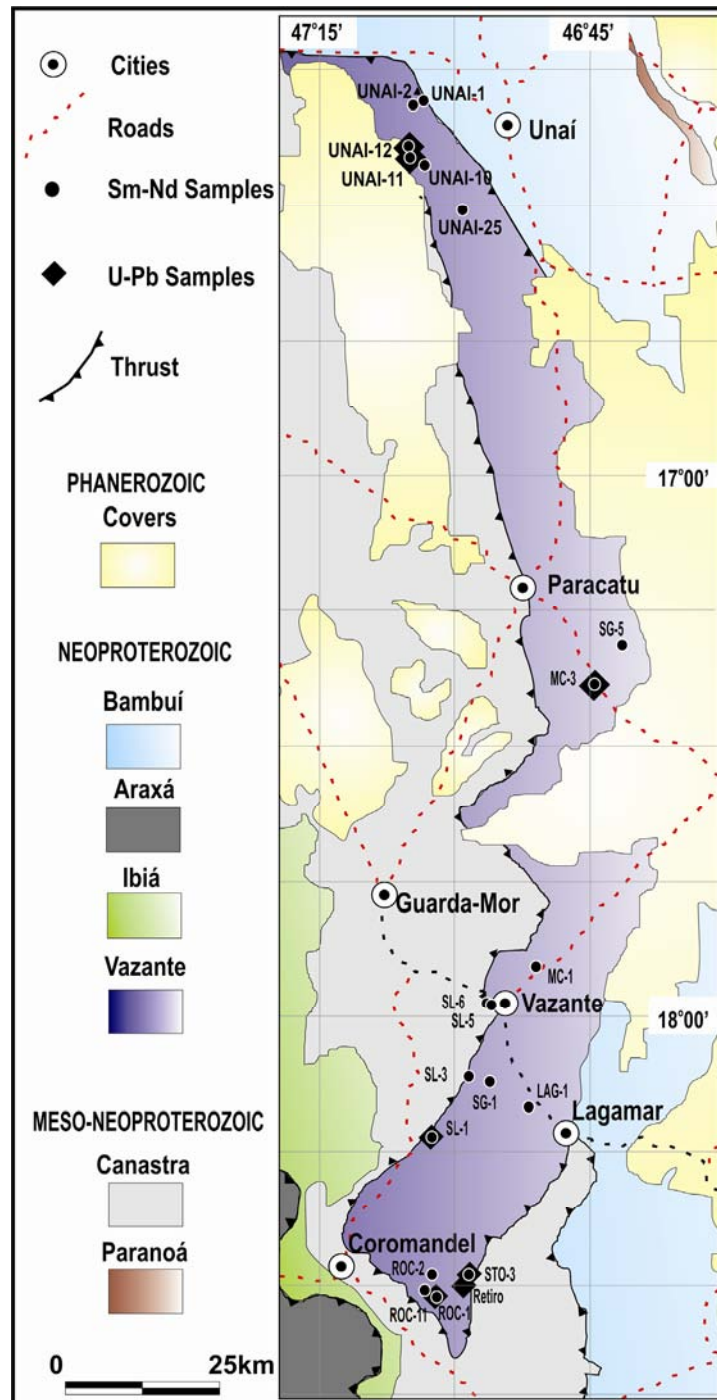 Cities
Roads
Sm-Nd Samples
U-Pb Samples
Thrust
PHANEROZOIC
Covers
NEOPROTEROZOIC
Bambuí
Araxá
Ibiá
Vazante
MESO-NEOPROTEROZOIC
Canastra
Paranoá
0 25km
47°15' 46°45'
UNAI-2 UNAI-1
Unaí
UNAI-12
UNAI-11 UNAI-10
UNAI-25
17°00'
Paracatu
SG-5
MC-3
Guarda-Mor
MC-1
SL-6
SL-5
Vazante
18°00'
SL-3
SG-1
LAG-1
Lagamar
SL-1
Coromandel
ROC-2
STO-3
Retiro
ROC-1
ROC-11